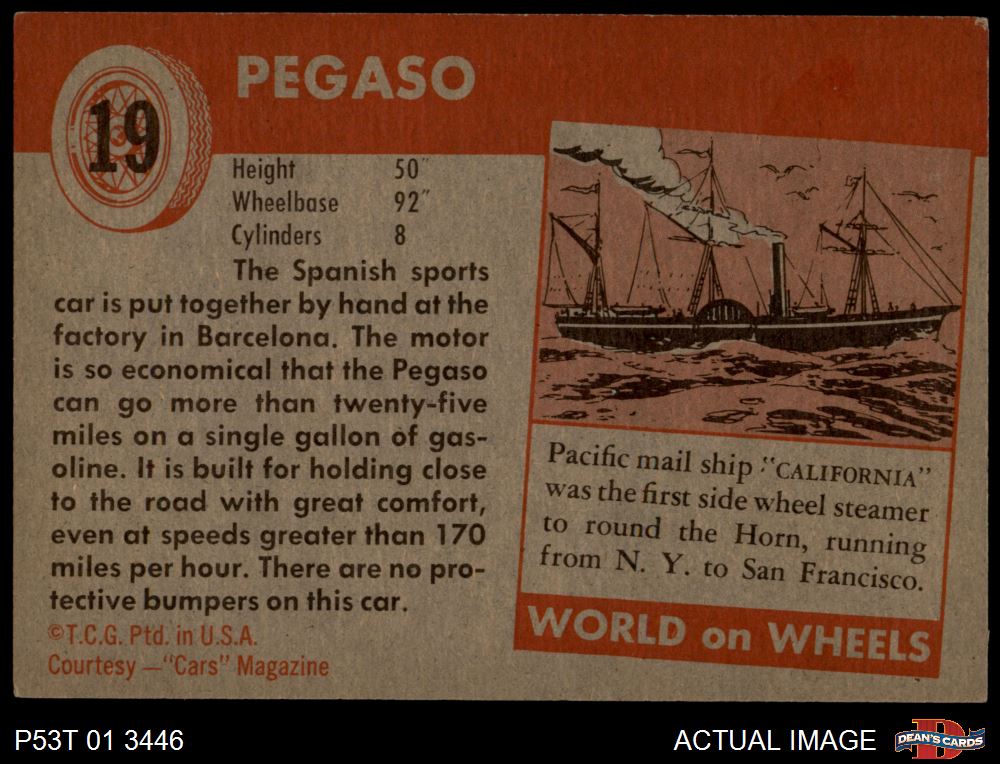 19
PEGASO
Height 50"
Wheelbase 92"
Cylinders 8
The Spanish sports
car is put together by hand at the
factory in Barcelona. The motor
is so economical that the Pegaso
can go more than twenty-five
miles on a single gallon of gas-
oline. It is built for holding close
to the road with great comfort,
even at speeds greater than 170
miles per hour. There are no pro-
tective bumpers on this car.
©T.C.G. Ptd. in U.S.A.
Courtesy—"Cars" Magazine
Pacific mail ship "CALIFORNIA"
was the first side wheel steamer
to round the Horn, running
from N. Y. to San Francisco.
WORLD on WHEELS
P53T 01 3446
ACTUAL IMAGE
D
DEAN'S CARDS